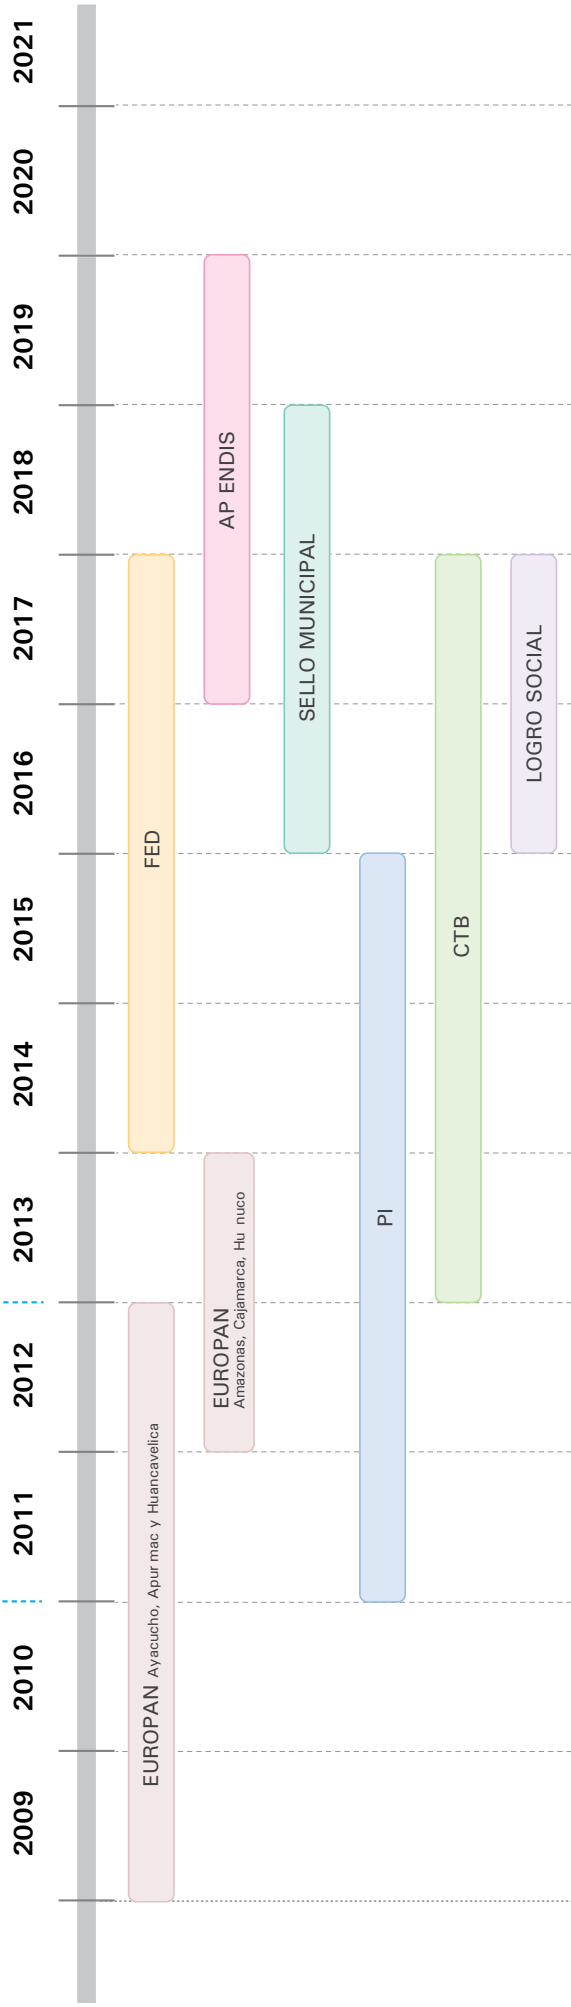 2021
2020
2019
2018
2017
2016
2015
2014
2013
2012
2011
2010
2009
AP ENDIS
SELLO MUNICIPAL
FED
LOGRO SOCIAL
CTB
PI
EUROPAN
Amazonas, Cajamarca, Hu nuco
EUROPAN Ayacucho, Apur mac y Huancavelica